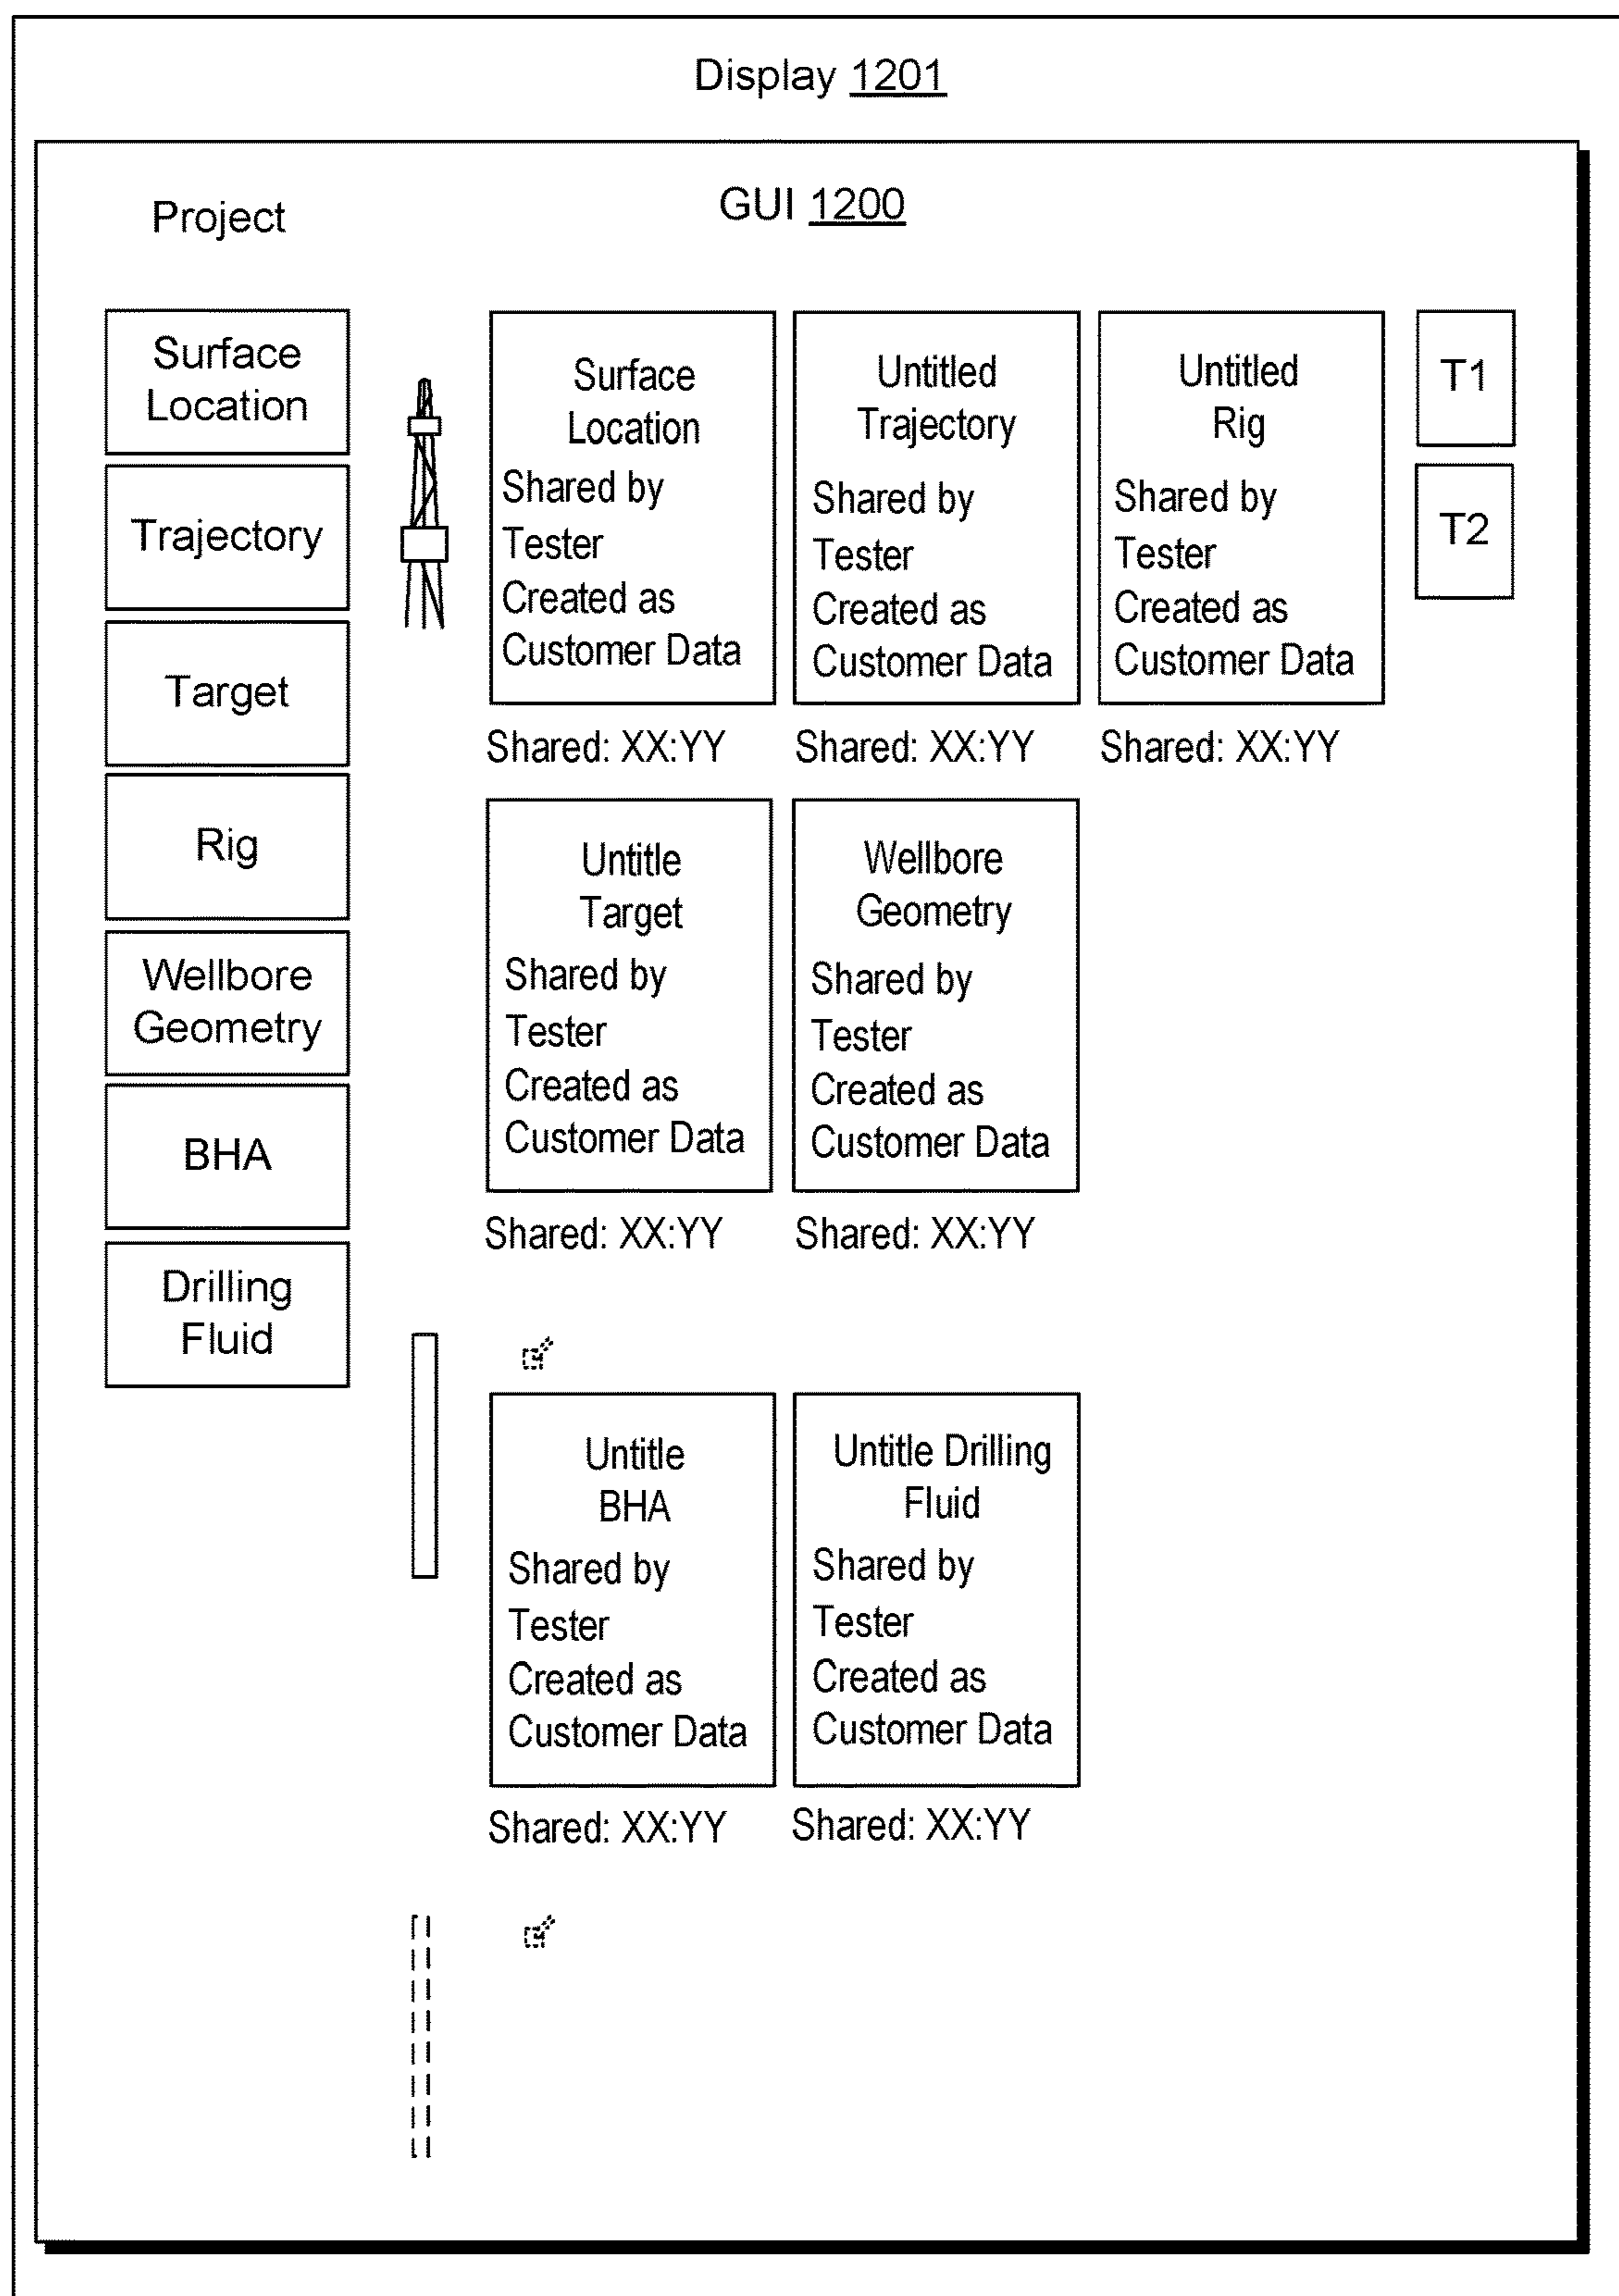 Display 1201
GUI 1200
Project
Surface
Location
Trajectory
Target
Rig
Wellbore
Geometry
BHA
Drilling
Fluid
Surface
Location
Shared by
Tester
Created as
Customer Data
Shared: XX:YY
Untitled
Trajectory
Shared by
Tester
Created as
Customer Data
Shared: XX:YY
Untitled
Rig
Shared by
Tester
Created as
Customer Data
Shared: XX:YY
T1
T2
Untitle
Target
Shared by
Tester
Created as
Customer Data
Shared: XX:YY
Wellbore
Geometry
Shared by
Tester
Created as
Customer Data
Shared: XX:YY
Untitle
BHA
Shared by
Tester
Created as
Customer Data
Shared: XX:YY
Untitle Drilling
Fluid
Shared by
Tester
Created as
Customer Data
Shared: XX:YY